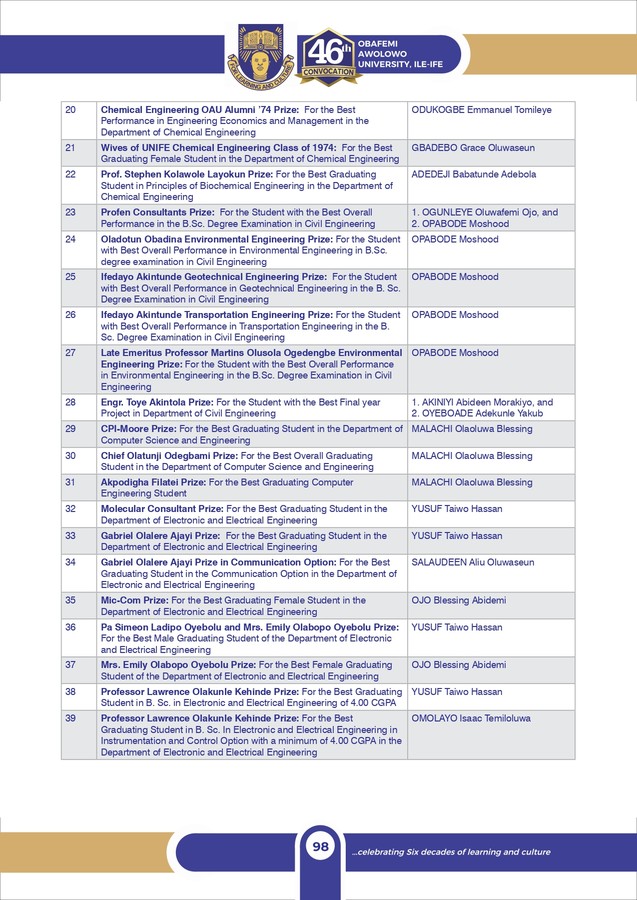 FOR LEARNING AND CULTURE
46th
CONVOCATION
OBAFEMI
AWOLOWO
UNIVERSITY, ILE-IFE
20
Chemical Engineering OAU Alumni '74 Prize: For the Best
Performance in Engineering Economics and Management in the
Department of Chemical Engineering
ODUKOGBE Emmanuel Tomileye
21
Wives of UNIFE Chemical Engineering Class of 1974: For the Best
Graduating Female Student in the Department of Chemical Engineering
GBADEBO Grace Oluwaseun
22
Prof. Stephen Kolawole Layokun Prize: For the Best Graduating
Student in Principles of Biochemical Engineering in the Department of
Chemical Engineering
ADEDEJI Babatunde Adebola
23
Profen Consultants Prize: For the Student with the Best Overall
Performance in the B.Sc. Degree Examination in Civil Engineering
1. OGUNLEYE Oluwafemi Ojo, and
2. OPABODE Moshood
24
Oladotun Obadina Environmental Engineering Prize: For the Student
with Best Overall Performance in Environmental Engineering in B.Sc.
degree examination in Civil Engineering
OPABODE Moshood
25
Ifedayo Akintunde Geotechnical Engineering Prize: For the Student
with Best Overall Performance in Geotechnical Engineering in the B. Sc.
Degree Examination in Civil Engineering
OPABODE Moshood
26
Ifedayo Akintunde Transportation Engineering Prize: For the Student
with Best Overall Performance in Transportation Engineering in the B.
Sc. Degree Examination in Civil Engineering
OPABODE Moshood
27
Late Emeritus Professor Martins Olusola Ogedengbe Environmental
Engineering Prize: For the Student with the Best Overall Performance
in Environmental Engineering in the B.Sc. Degree Examination in Civil
Engineering
OPABODE Moshood
28
Engr. Toye Akintola Prize: For the Student with the Best Final year
Project in Department of Civil Engineering
1. AKINIYI Abideen Morakiyo, and
2. OYEBOADE Adekunle Yakub
29
CPI-Moore Prize: For the Best Graduating Student in the Department of
Computer Science and Engineering
MALACHI Olaoluwa Blessing
30
Chief Olatunji Odegbami Prize: For the Best Overall Graduating
Student in the Department of Computer Science and Engineering
MALACHI Olaoluwa Blessing
31
Akpodigha Filatei Prize: For the Best Graduating Computer
Engineering Student
MALACHI Olaoluwa Blessing
32
Molecular Consultant Prize: For the Best Graduating Student in the
Department of Electronic and Electrical Engineering
YUSUF Taiwo Hassan
33
Gabriel Olalere Ajayi Prize: For the Best Graduating Student in the
Department of Electronic and Electrical Engineering
YUSUF Taiwo Hassan
34
Gabriel Olalere Ajayi Prize in Communication Option: For the Best
Graduating Student in the Communication Option in the Department of
Electronic and Electrical Engineering
SALAUDEEN Aliu Oluwaseun
35
Mic-Com Prize: For the Best Graduating Female Student in the
Department of Electronic and Electrical Engineering
OJO Blessing Abidemi
36
Pa Simeon Ladipo Oyebolu and Mrs. Emily Olabopo Oyebolu Prize:
For the Best Male Graduating Student of the Department of Electronic
and Electrical Engineering
YUSUF Taiwo Hassan
37
Mrs. Emily Olabopo Oyebolu Prize: For the Best Female Graduating
Student of the Department of Electronic and Electrical Engineering
OJO Blessing Abidemi
38
Professor Lawrence Olakunle Kehinde Prize: For the Best Graduating
Student in B. Sc. in Electronic and Electrical Engineering of 4.00 CGPA
YUSUF Taiwo Hassan
39
Professor Lawrence Olakunle Kehinde Prize: For the Best
Graduating Student in B. Sc. In Electronic and Electrical Engineering in
Instrumentation and Control Option with a minimum of 4.00 CGPA in the
Department of Electronic and Electrical Engineering
OMOLAYO Isaac Temiloluwa
98
...celebrating Six decades of learning and culture